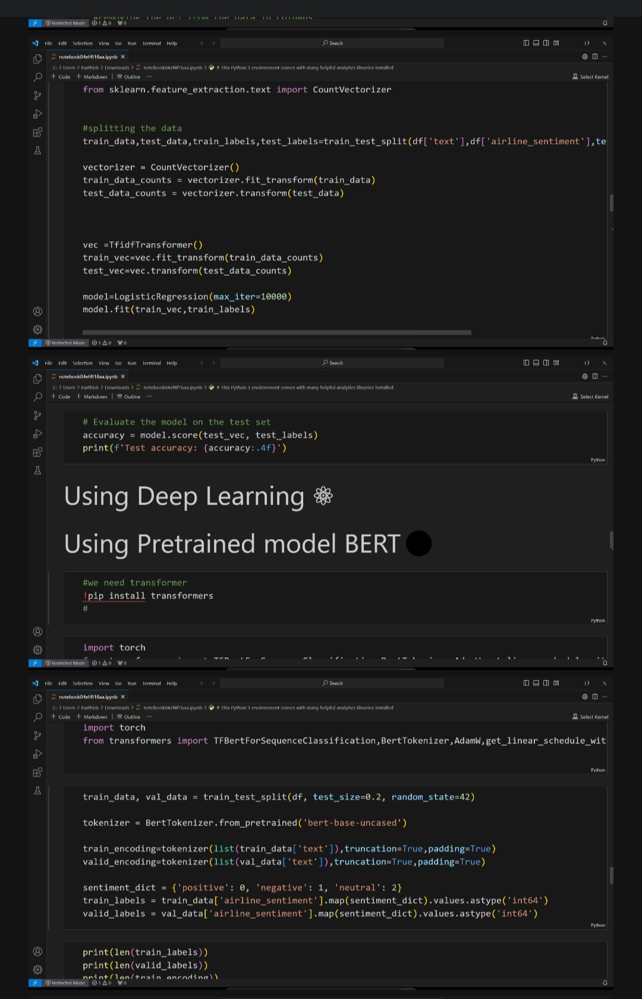 #removing the url from the data in columns
Restricted Mode 1 0 0
File Edit Selection View Go Run Terminal Help Search
C: > Users > Karthick > Downloads > # This Python 3 environment comes with many helpful analytics libraries installed
+ Code + Markdown | Outline ... Select Kernel
from sklearn.feature_extraction.text import CountVectorizer
#splitting the data
train_data,test_data,train_labels,test_labels=train_test_split(df['text'],df['airline_sentiment'],te
vectorizer = CountVectorizer()
train_data_counts = vectorizer.fit_transform(train_data)
test_data_counts = vectorizer.transform(test_data)
vec =TfidfTransformer()
train_vec=vec.fit_transform(train_data_counts)
test_vec=vec.transform(test_data_counts)
model=LogisticRegression(max_iter=10000)
model.fit(train_vec,train_labels)
Python
Restricted Mode 1 0 0
File Edit Selection View Go Run Terminal Help Search
C: > Users > Karthick > Downloads > # This Python 3 environment comes with many helpful analytics libraries installed
+ Code + Markdown | Outline ... Select Kernel
# Evaluate the model on the test set
accuracy = model.score(test_vec, test_labels)
print(f'Test accuracy: {accuracy:.4f}')
Python
Using Deep Learning
Using Pretrained model BERT
#we need transformer
!pip install transformers
#
Python
import torch
Restricted Mode 1 0 0
File Edit Selection View Go Run Terminal Help Search
C: > Users > Karthick > Downloads > # This Python 3 environment comes with many helpful analytics libraries installed
+ Code + Markdown | Outline ... Select Kernel
import torch
from transformers import TFBertForSequenceClassification,BertTokenizer,AdamW,get_linear_schedule_wit
Python
train_data, val_data = train_test_split(df, test_size=0.2, random_state=42)
tokenizer = BertTokenizer.from_pretrained('bert-base-uncased')
train_encoding=tokenizer(list(train_data['text']),truncation=True,padding=True)
valid_encoding=tokenizer(list(val_data['text']),truncation=True,padding=True)
sentiment_dict = {'positive': 0, 'negative': 1, 'neutral': 2}
train_labels = train_data['airline_sentiment'].map(sentiment_dict).values.astype('int64')
valid_labels = val_data['airline_sentiment'].map(sentiment_dict).values.astype('int64')
Python
print(len(train_labels))
print(len(valid_labels))
print(len(train_encoding))
Restricted Mode 1 0 0